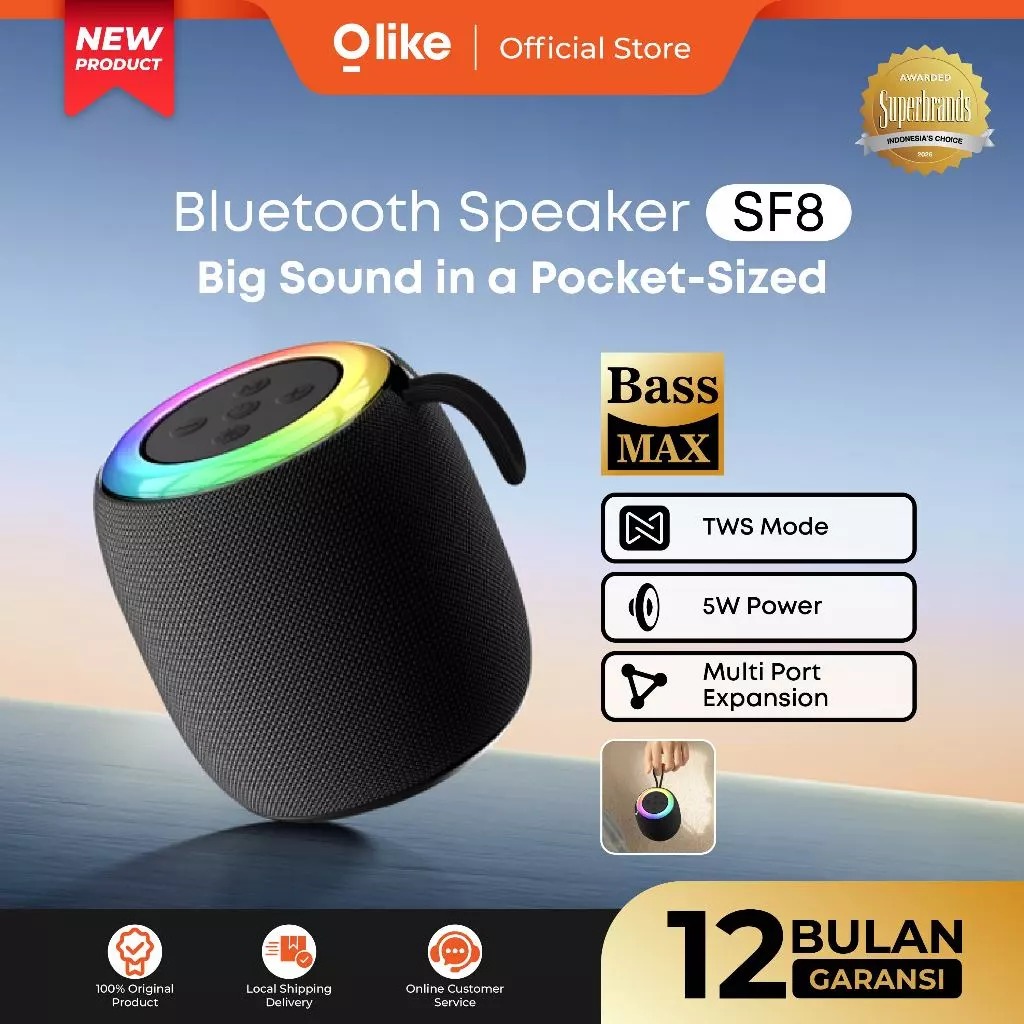 NEW
PRODUCT
Olike | Official Store
AWARDED
Superbrands
INDONESIA'S CHOICE
2026
Bluetooth Speaker SF8
Big Sound in a Pocket-Sized
Bass
MAX
TWS Mode
5W Power
Multi Port
Expansion
100% Original
Product
Local Shipping
Delivery
Online Customer
Service
12 BULAN
GARANSI